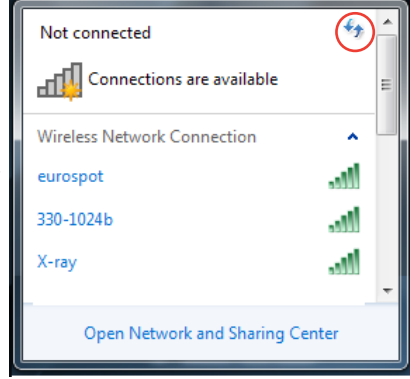 Not connected
Connections are available
Wireless Network Connection
eurospot
330-1024b
X-ray
Open Network and Sharing Center